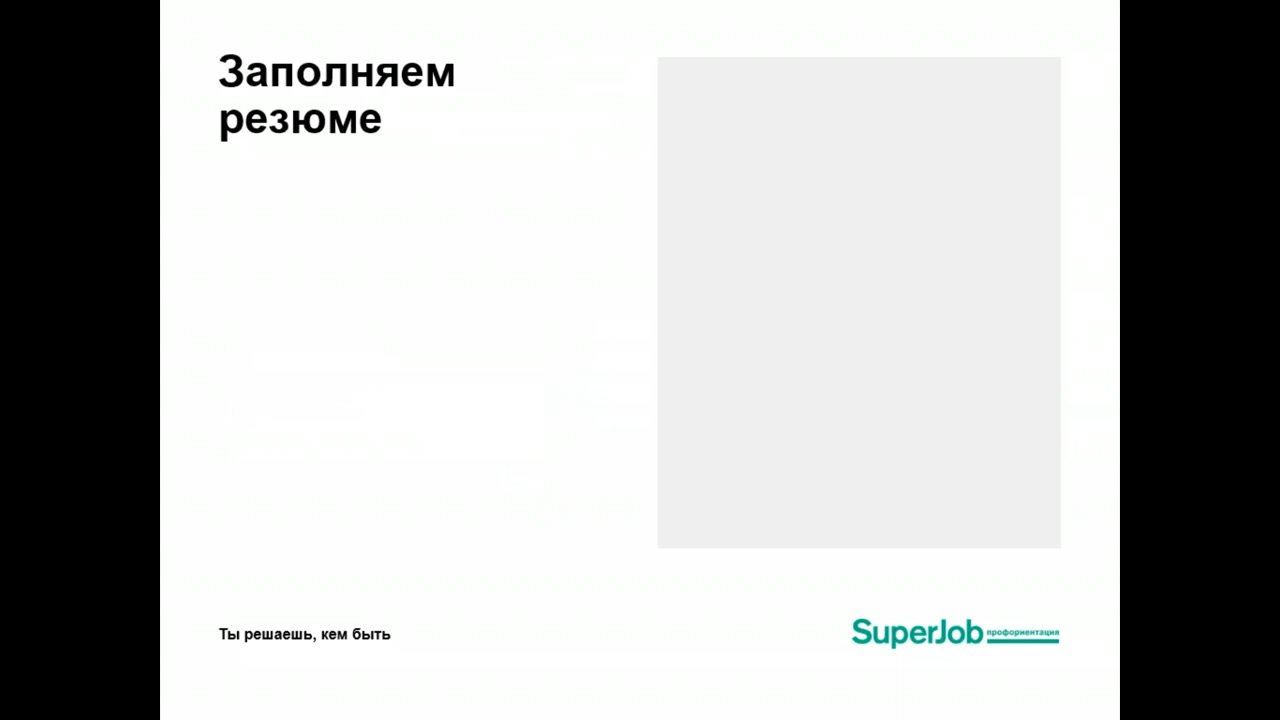 Заполняем
резюме
Ты решаешь, кем быть
SuperJob профориентация